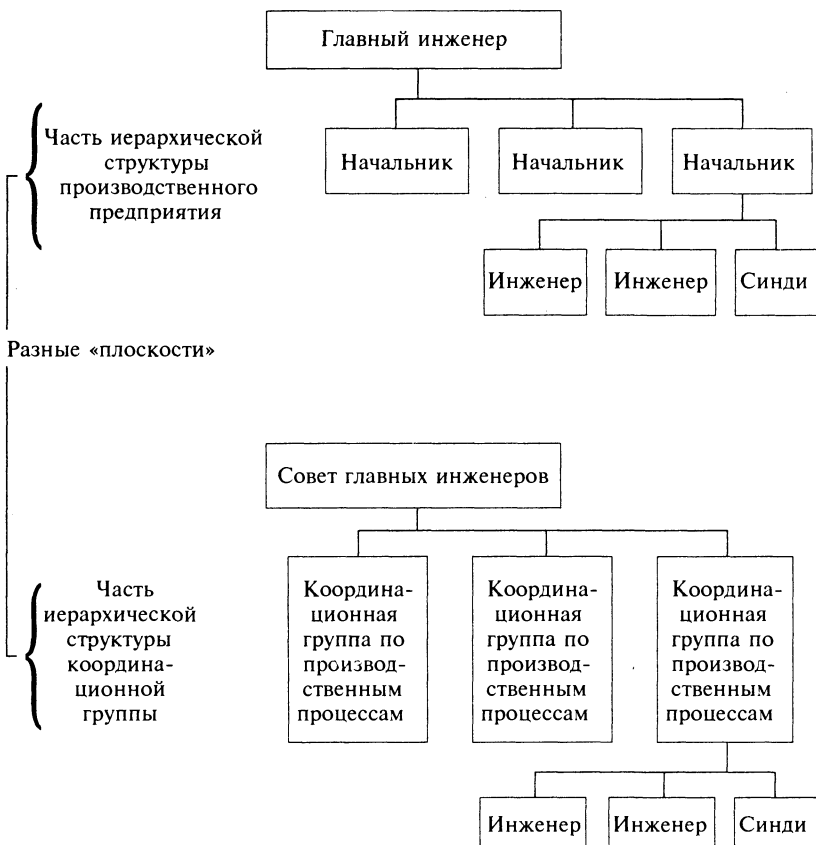 Главный инженер
Часть иерархической
структуры
производственного
предприятия
Начальник
Начальник
Начальник
Инженер
Инженер
Синди
Разные «плоскости»
Совет главных инженеров
Часть
иерархической
структуры
координа-
ционной
группы
Координа-
ционная
группа по
производ-
ственным
процессам
Координа-
ционная
группа по
производ-
ственным
процессам
Координа-
ционная
группа по
производ-
ственным
процессам
Инженер
Инженер
Синди